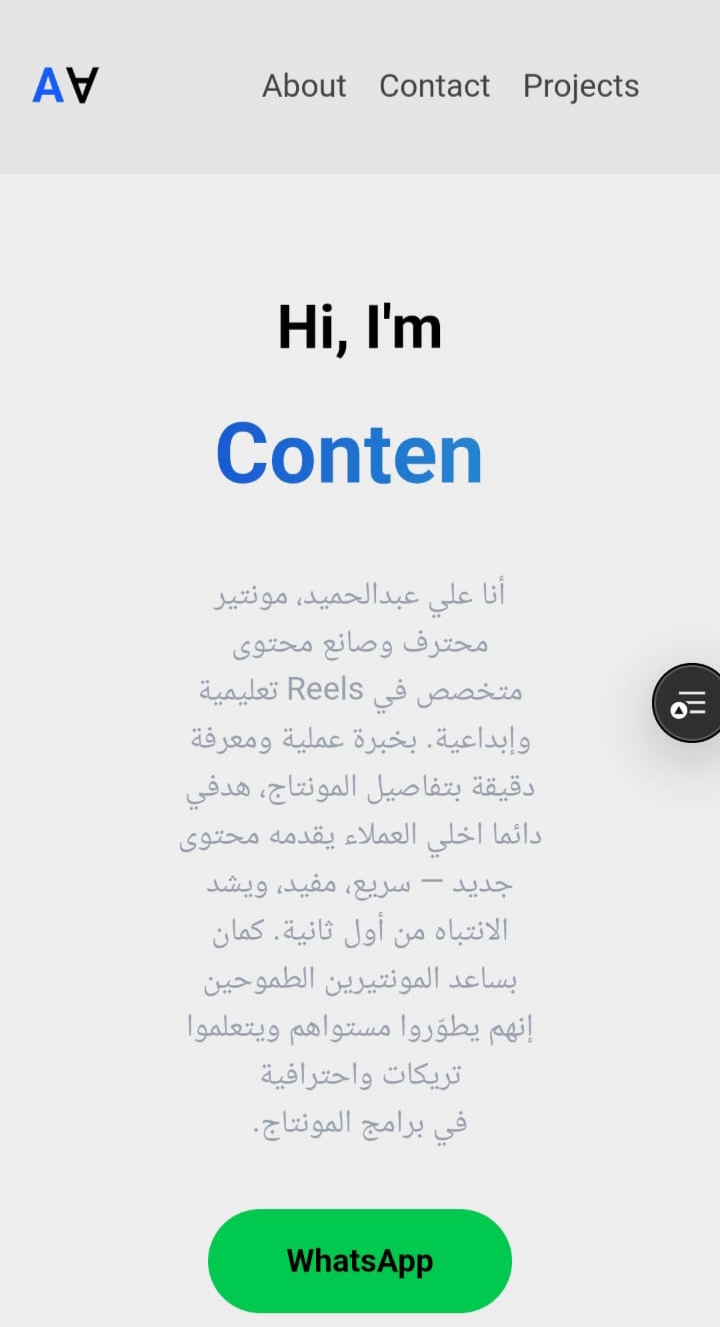 A∀
About Contact Projects
Hi, I'm
Conten
أنا علي عبدالحميد، مونتير
محترف وصانع محتوى
متخصص في Reels تعليمية
وإبداعية. بخبرة عملية ومعرفة
دقيقة بتفاصيل المونتاج، هدفي
دائما اخلي العملاء يقدمه محتوى
جديد — سريع، مفيد، ويشد
الانتباه من أول ثانية. كمان
بساعد المونتيرين الطموحين
إنهم يطوّروا مستواهم ويتعلموا
تريكات واحترافية
في برامج المونتاج.
WhatsApp